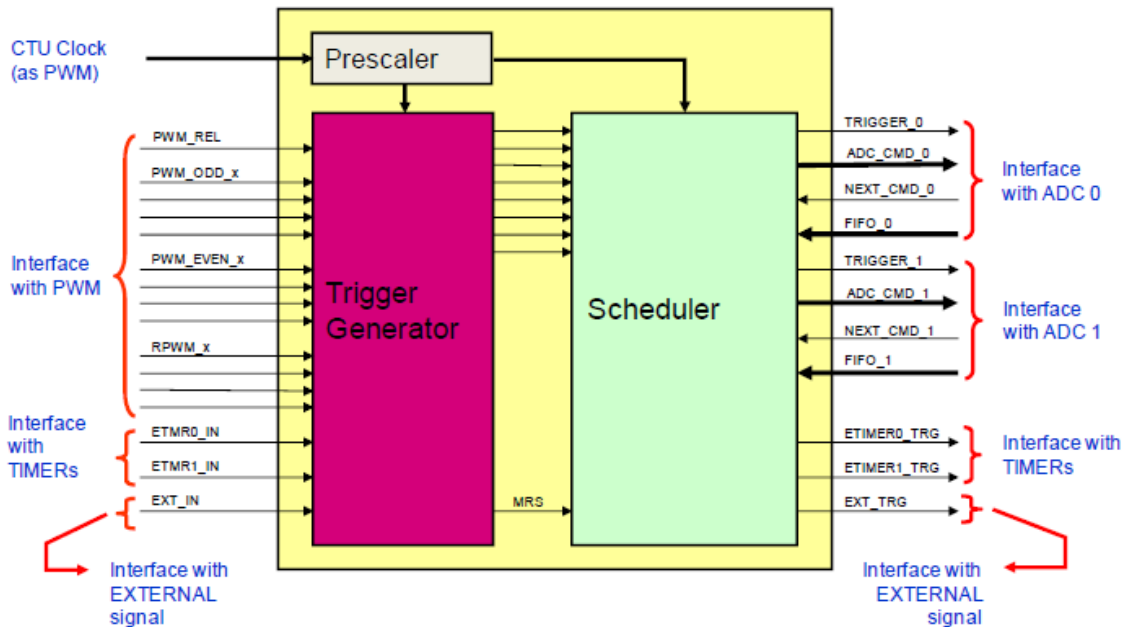 CTU Clock
(as PWM)
Prescaler
PWM_REL
PWM_ODD_x
PWM_EVEN_x
RPWM_x
Interface
with PWM
ETMR0_IN
ETMR1_IN
Interface
with
TIMERs
EXT_IN
Interface with
EXTERNAL
signal
Trigger
Generator
MRS
Scheduler
TRIGGER_0
ADC_CMD_0
NEXT_CMD_0
FIFO_0
Interface
with ADC 0
TRIGGER_1
ADC_CMD_1
NEXT_CMD_1
FIFO_1
Interface
with ADC 1
ETIMER0_TRG
ETIMER1_TRG
Interface with
TIMERs
EXT_TRG
Interface with
EXTERNAL
signal